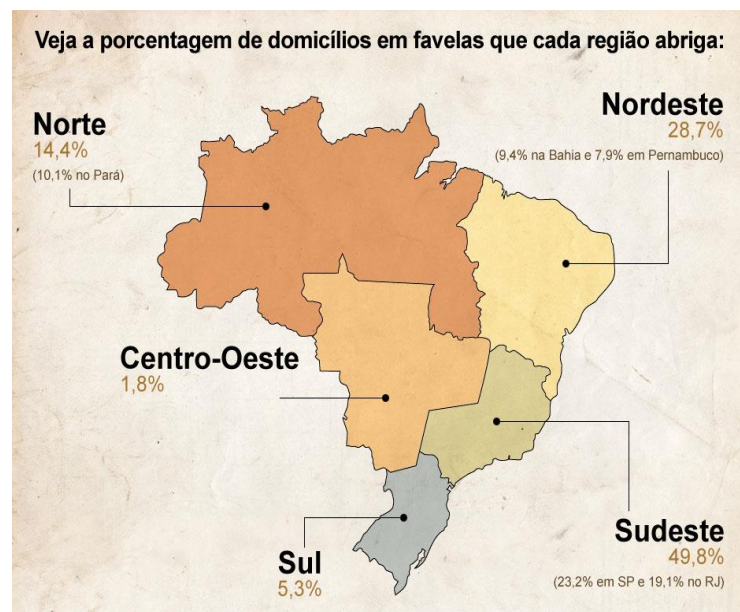 Veja a porcentagem de domicílios em favelas que cada região abriga:
Norte
14,4%
(10,1% no Pará)
Nordeste
28,7%
(9,4% na Bahia e 7,9% em Pernambuco)
Centro-Oeste
1,8%
Sul
5,3%
Sudeste
49,8%
(23,2% em SP e 19,1% no RJ)